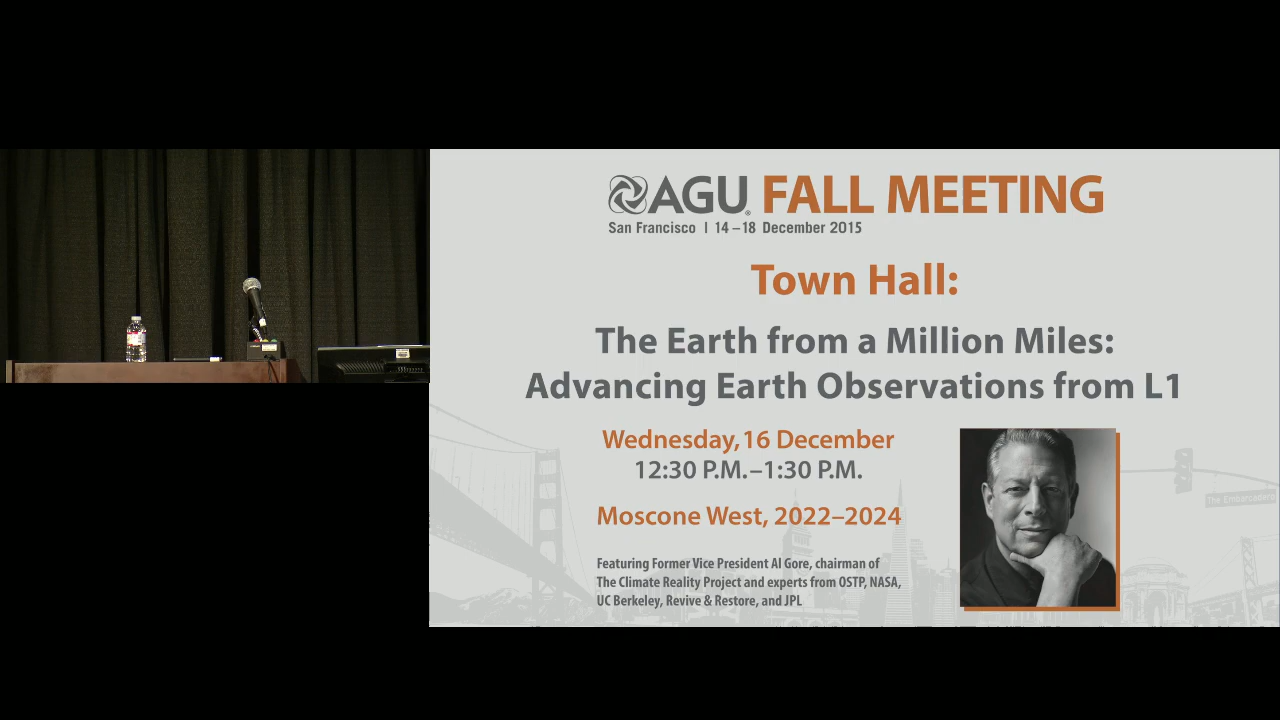 AGU® FALL MEETING
San Francisco | 14–18 December 2015
Town Hall:
The Earth from a Million Miles:
Advancing Earth Observations from L1
Wednesday, 16 December
12:30 P.M.–1:30 P.M.
Moscone West, 2022–2024
The Embarcadero
Featuring Former Vice President Al Gore, chairman of
The Climate Reality Project and experts from OSTP, NASA,
UC Berkeley, Revive & Restore, and JPL